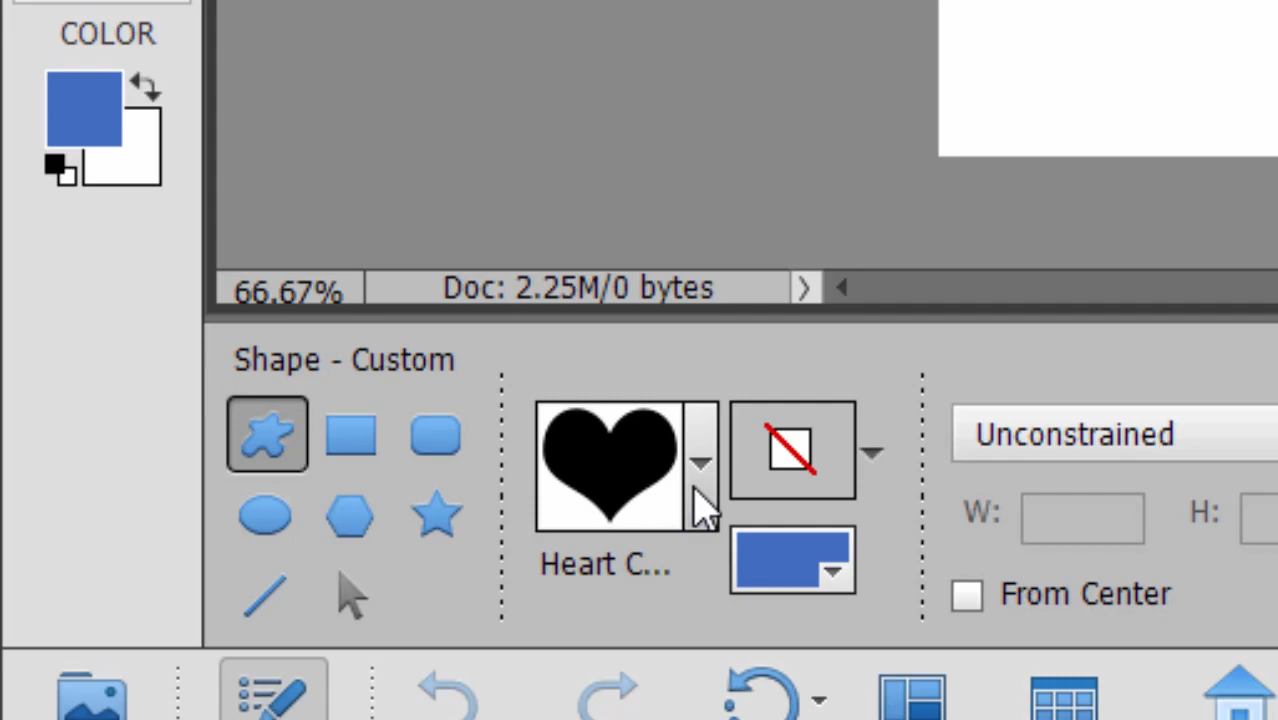 COLOR
66.67%
Doc: 2.25M/0 bytes
Shape - Custom
Heart C...
Unconstrained
W:
H:
From Center